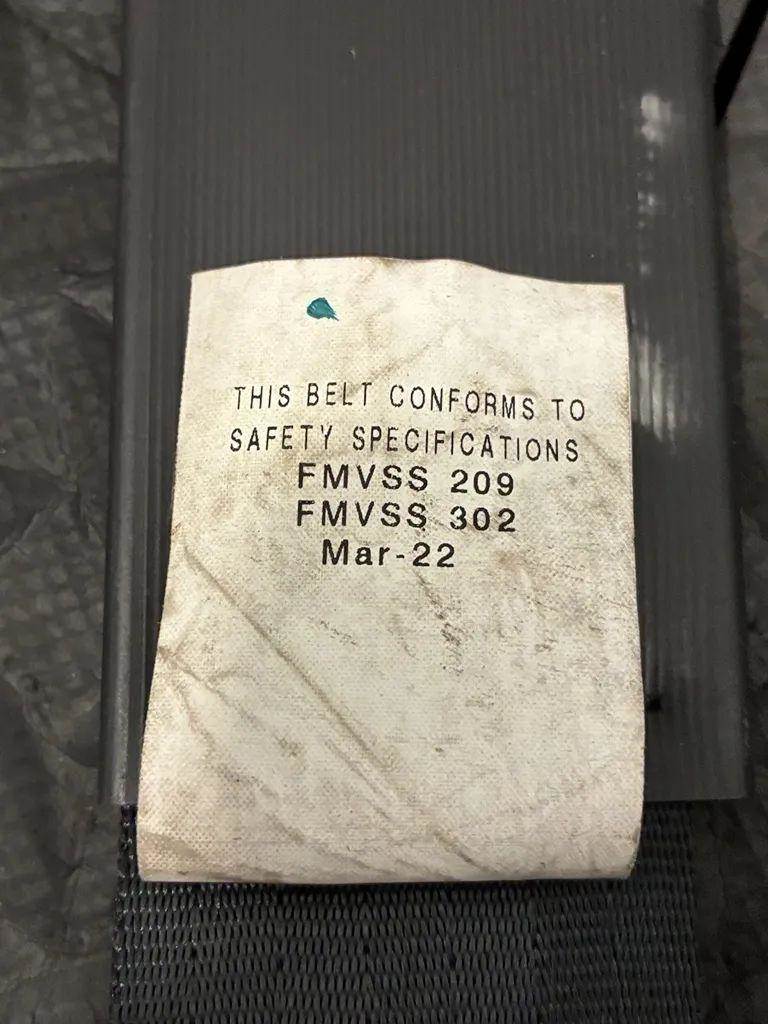 THIS BELT CONFORMS TO
SAFETY SPECIFICATIONS
FMVSS 209
FMVSS 302
Mar-22